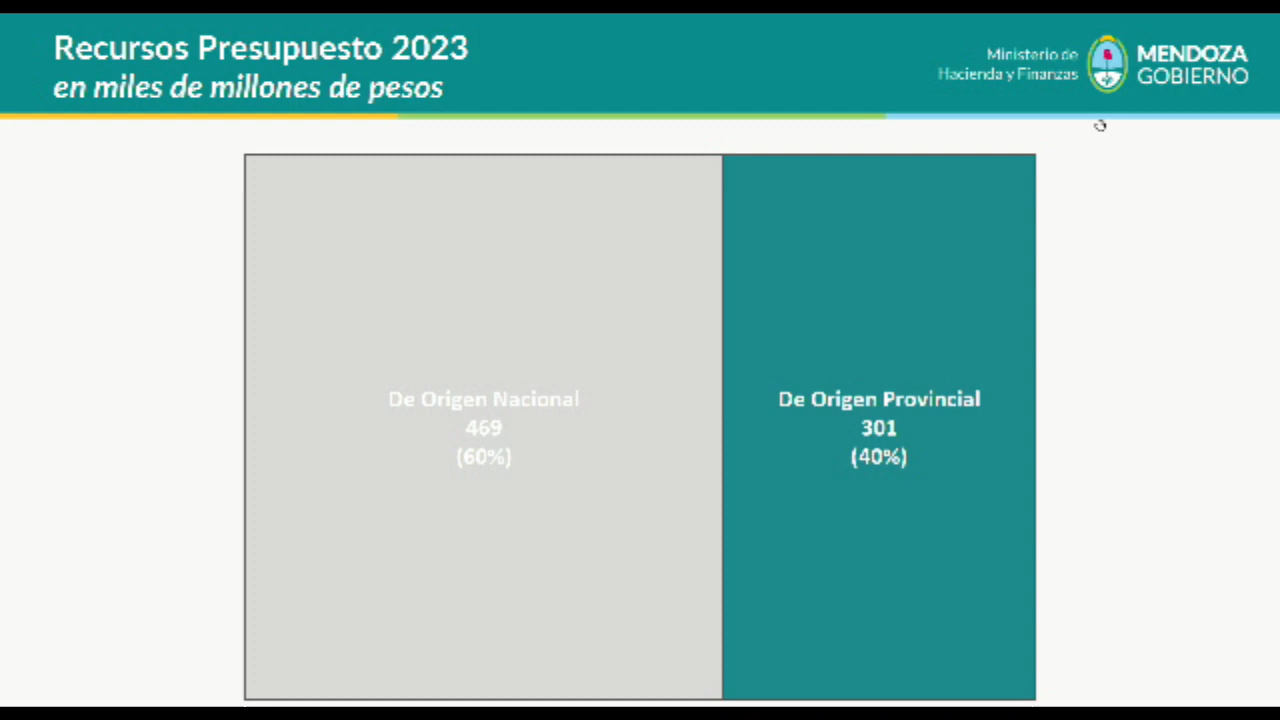 Recursos Presupuesto 2023
en miles de millones de pesos
Ministerio de
Hacienda y Finanzas
MENDOZA
GOBIERNO
De Origen Nacional
469
(60%)
De Origen Provincial
301
(40%)